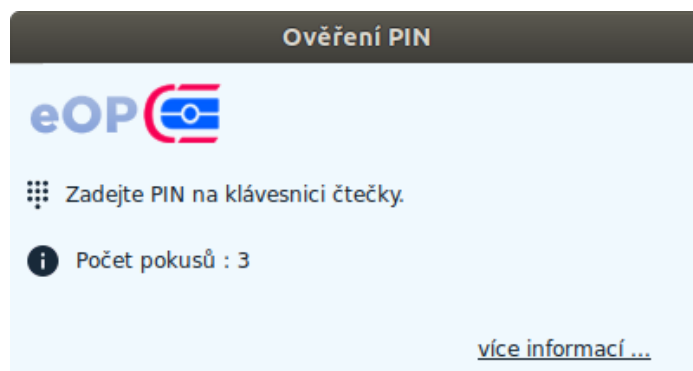 Ověření PIN
eOP
Zadejte PIN na klávesnici čtečky.
Počet pokusů : 3
více informací ...